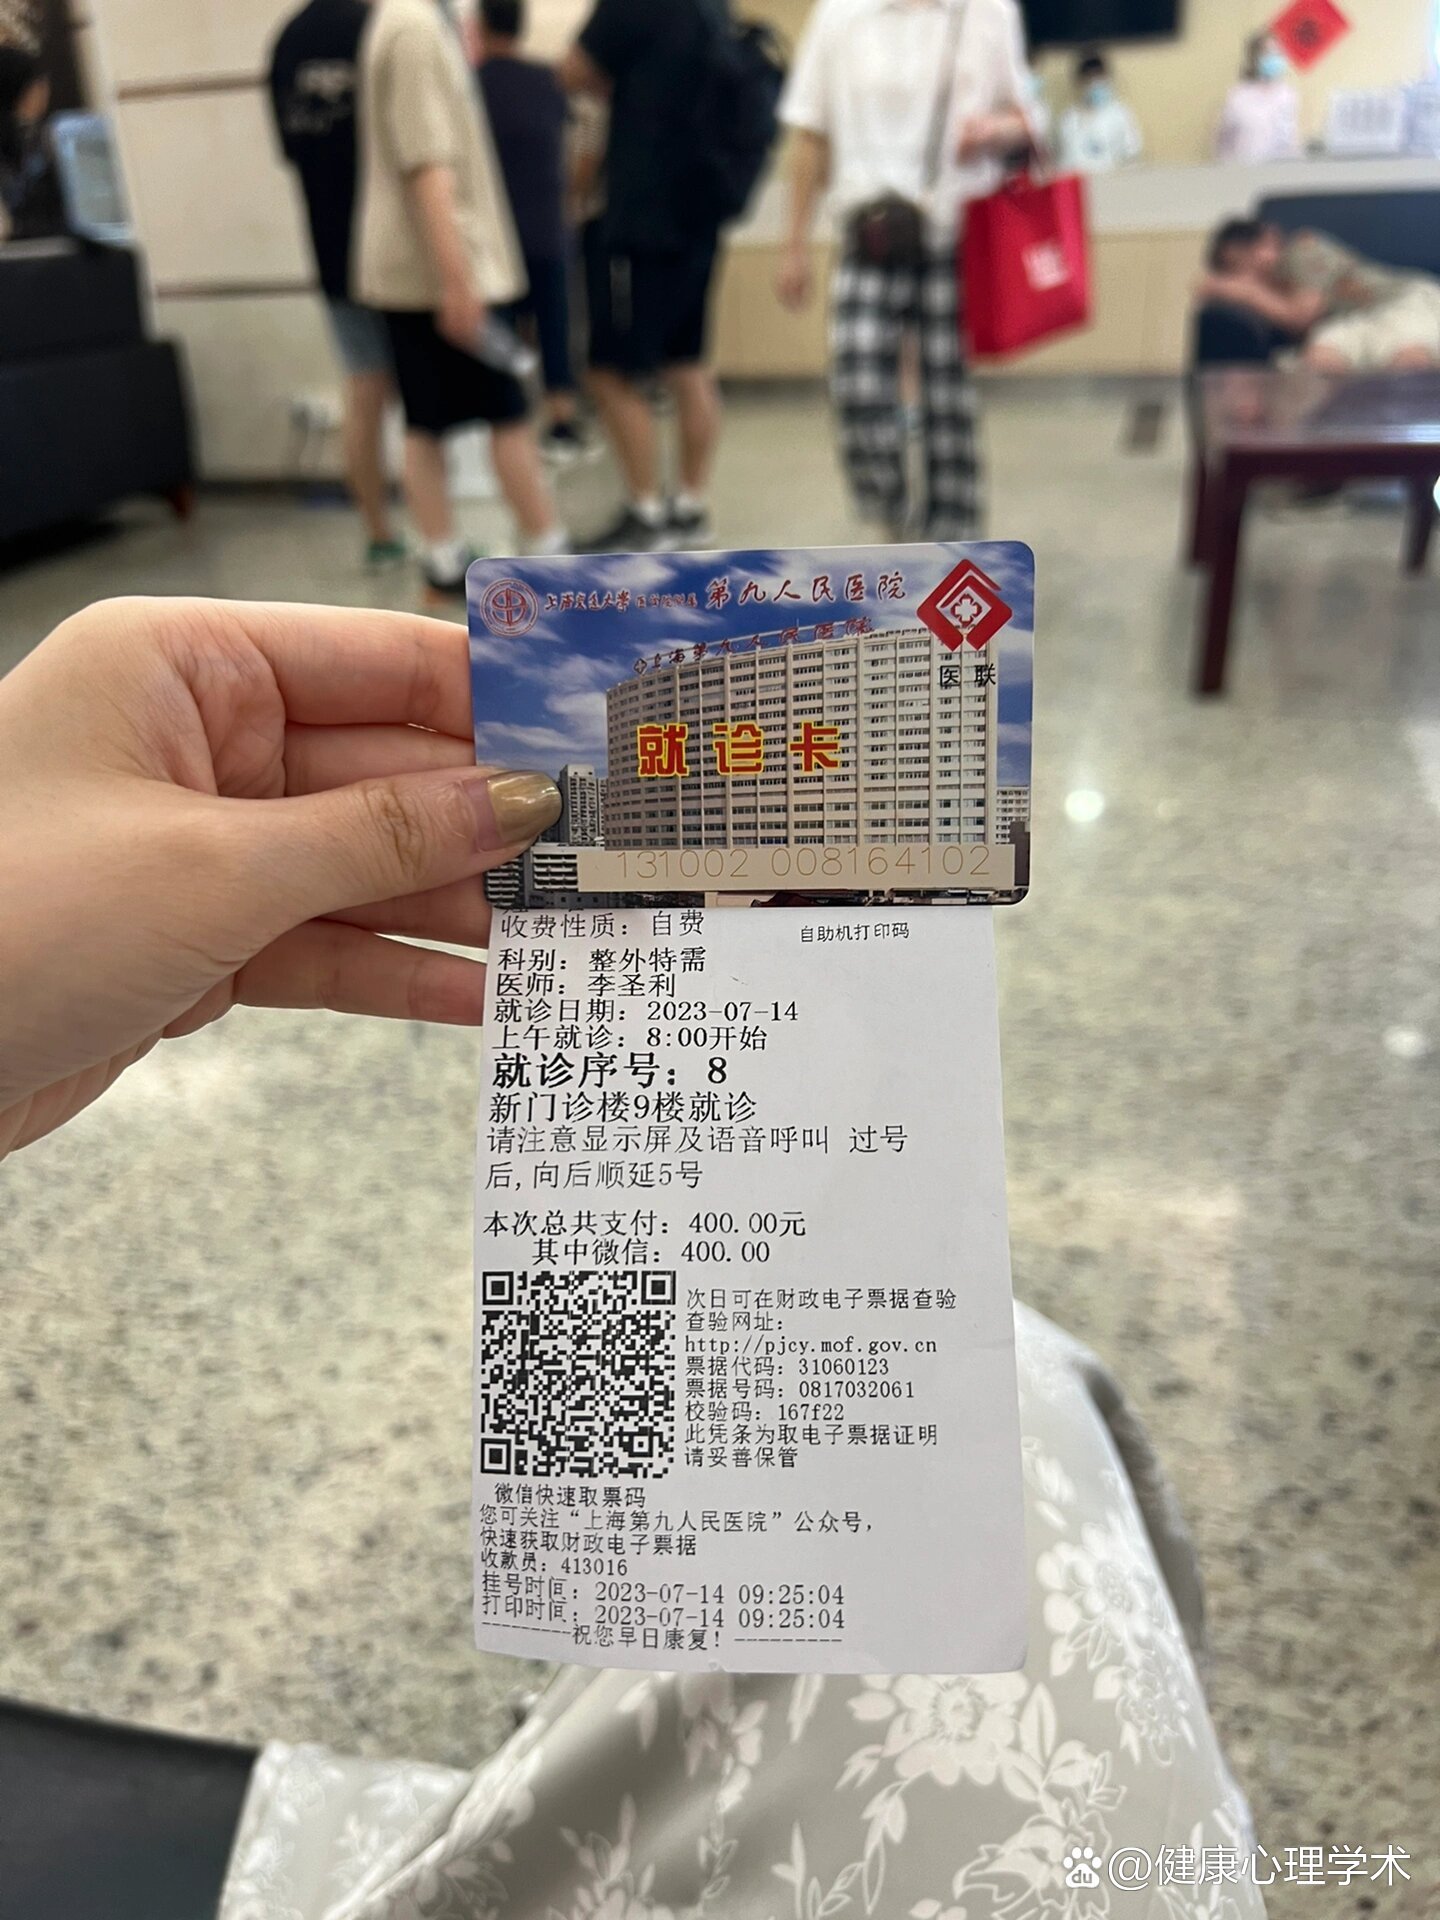 上海交通大学医学院附属 第九人民医院
上海第九人民医院
医联
就诊卡
131002 008164102
收费性质：自费
自助机打印码
科别：整外特需
医师：李圣利
就诊日期：2023-07-14
上午就诊：8:00开始
就诊序号：8
新门诊楼9楼就诊
请注意显示屏及语音呼叫 过号
后,向后顺延5号
本次总共支付：400.00元
其中微信：400.00
次日可在财政电子票据查验
查验网址：
http://pjcy.mof.gov.cn
票据代码：31060123
票据号码：0817032061
校验码：167f22
此凭条为取电子票据证明
请妥善保管
微信快速取票码
您可关注“上海第九人民医院”公众号，
快速获取财政电子票据
收款员：413016
挂号时间：2023-07-14 09:25:04
打印时间：2023-07-14 09:25:04
---------祝您早日康复！---------
du @健康心理学术